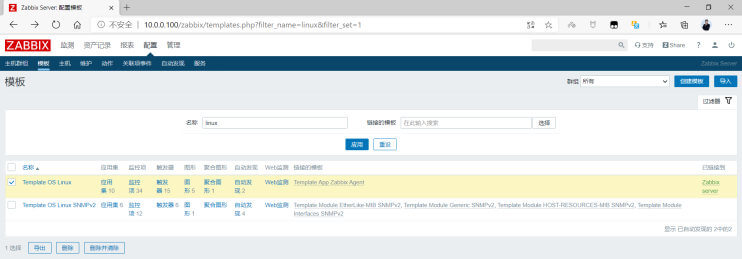 Zabbix Server: 配置模板
不安全 | 10.0.0.100/zabbix/templates.php?filter_name=linux&filter_set=1
ZABBIX 监测 资产记录 报表 配置 管理 支持 Share ?
主机群组 模板 主机 维护 动作 关联项事件 自动发现 服务 Zabbix Server
模板 群组 所有 创建模板 导入
过滤器
名称 linux 链接的模板 在此输入搜索 选择
应用 重设
名称 应用集 监控项 触发器 图形 聚合图形 自动发现 Web监测 链接的模板 已链接到
Template OS Linux 应用集 10 监控项 34 触发器 15 图形 5 聚合图形 1 自动发现 2 Web监测 Template App Zabbix Agent Zabbix server
Template OS Linux SNMPv2 应用集 6 监控项 12 触发器 6 图形 1 聚合图形 自动发现 4 Web监测 Template Module EtherLike-MIB SNMPv2, Template Module Generic SNMPv2, Template Module HOST-RESOURCES-MIB SNMPv2, Template Module Interfaces SNMPv2
显示 已自动发现的 2中的2
1 选择 导出 删除 删除并清除